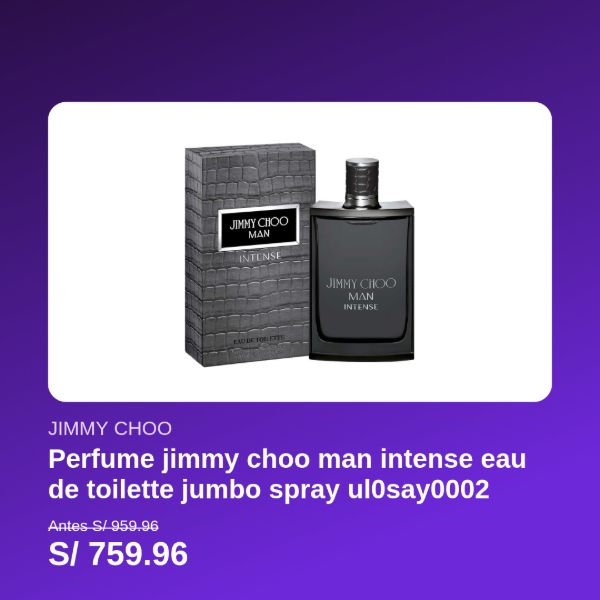 JIMMY CHOO
MAN
INTENSE
EAU DE TOILETTE
JIMMY CHOO
MAN
INTENSE
JIMMY CHOO
Perfume jimmy choo man intense eau
de toilette jumbo spray ul0say0002
Antes S/ 959.96
S/ 759.96